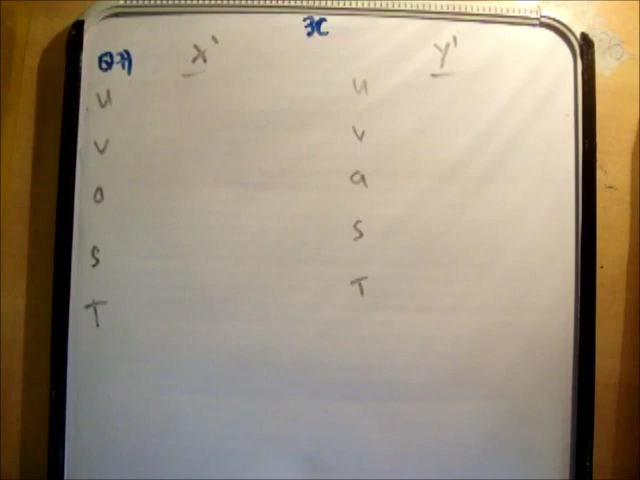 3C
Q7) X' Y'
u u
v v
a a
s s
T T